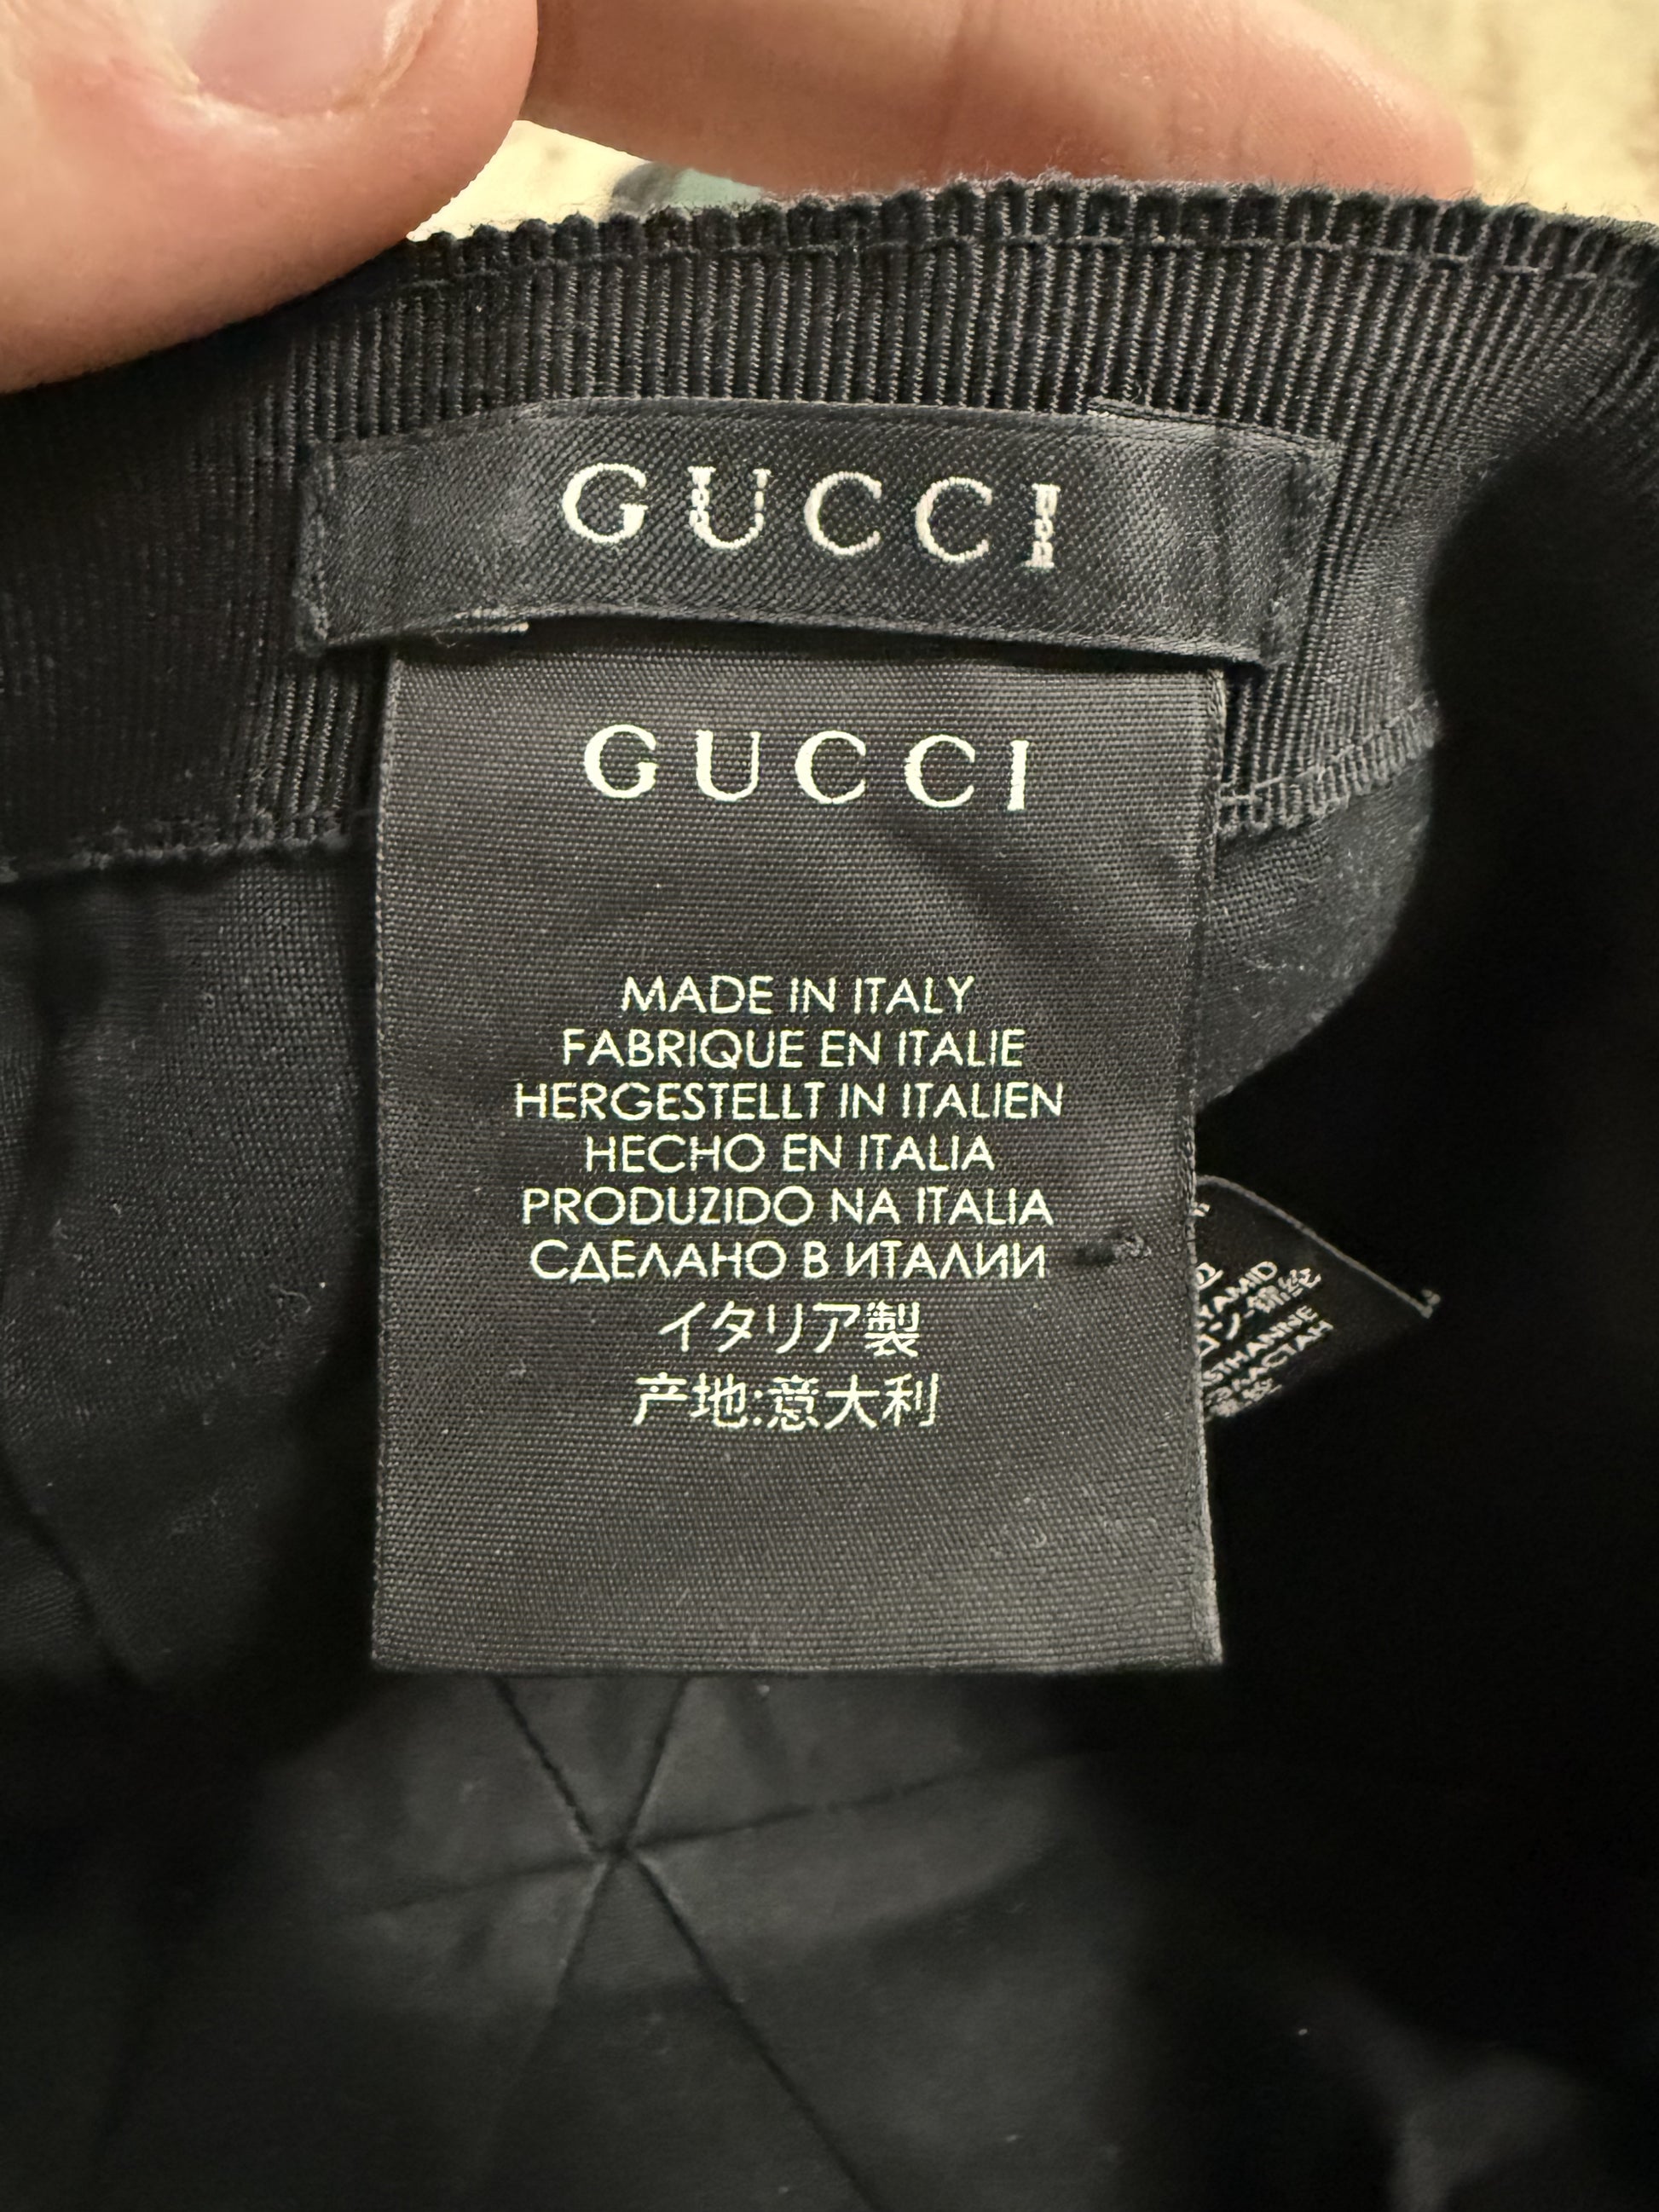 GUCCI
GUCCI
MADE IN ITALY
FABRIQUE EN ITALIE
HERGESTELLT IN ITALIEN
HECHO EN ITALIA
PRODUZIDO NA ITALIA
СДЕЛАНО В ИТАЛИИ
イタリア製
产地:意大利